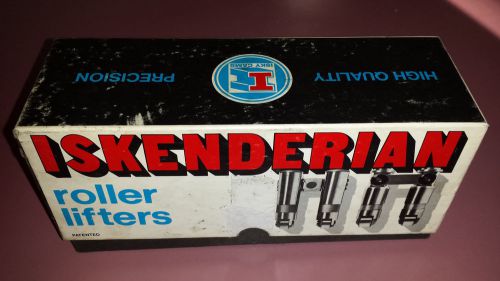 HIGH QUALITY
ISKY CAMS
I
PRECISION
ISKENDERIAN
roller
lifters
PATENTED